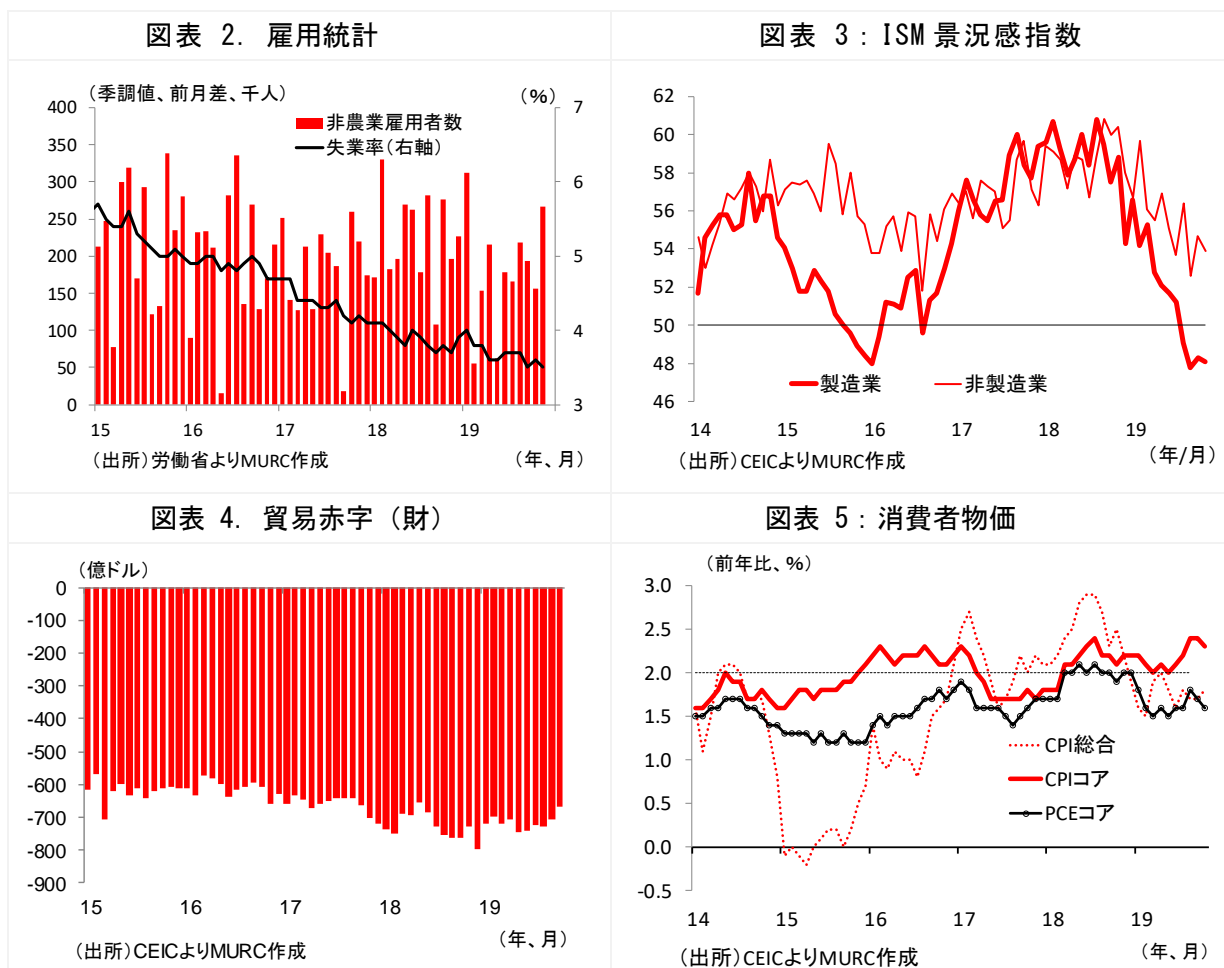 図表 2. 雇用統計
(季調値、前月差、千人)
(%)
400
350
300
250
200
150
100
50
0
7
6
5
4
3
非農業雇用者数
失業率(右軸)
15 16 17 18 19
(出所)労働省よりMURC作成
(年、月)
図表 3:ISM 景況感指数
62
60
58
56
54
52
50
48
46
製造業
非製造業
14 15 16 17 18 19
(出所)CEICよりMURC作成
(年/月)
図表 4. 貿易赤字(財)
(億ドル)
0
-100
-200
-300
-400
-500
-600
-700
-800
-900
15 16 17 18 19
(出所)CEICよりMURC作成
(年、月)
図表 5:消費者物価
(前年比、%)
3.0
2.5
2.0
1.5
1.0
0.5
0.0
-0.5
CPI総合
CPIコア
PCEコア
14 15 16 17 18 19
(出所)CEICよりMURC作成
(年、月)